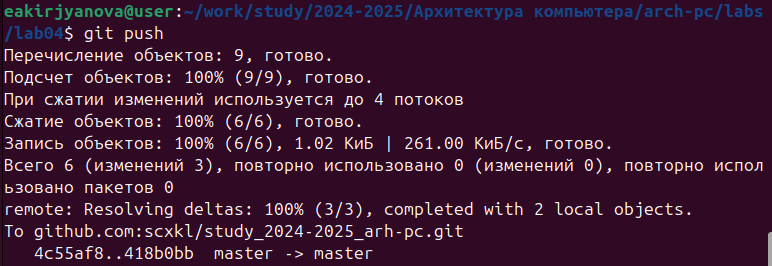 eakirjyanova@user:~/work/study/2024-2025/Архитектура компьютера/arch-pc/labs
/lab04$ git push
Перечисление объектов: 9, готово.
Подсчет объектов: 100% (9/9), готово.
При сжатии изменений используется до 4 потоков
Сжатие объектов: 100% (6/6), готово.
Запись объектов: 100% (6/6), 1.02 КиБ | 261.00 КиБ/с, готово.
Всего 6 (изменений 3), повторно использовано 0 (изменений 0), повторно испол
ьзовано пакетов 0
remote: Resolving deltas: 100% (3/3), completed with 2 local objects.
To github.com:scxkl/study_2024-2025_arh-pc.git
   4c55af8..418b0bb  master -> master